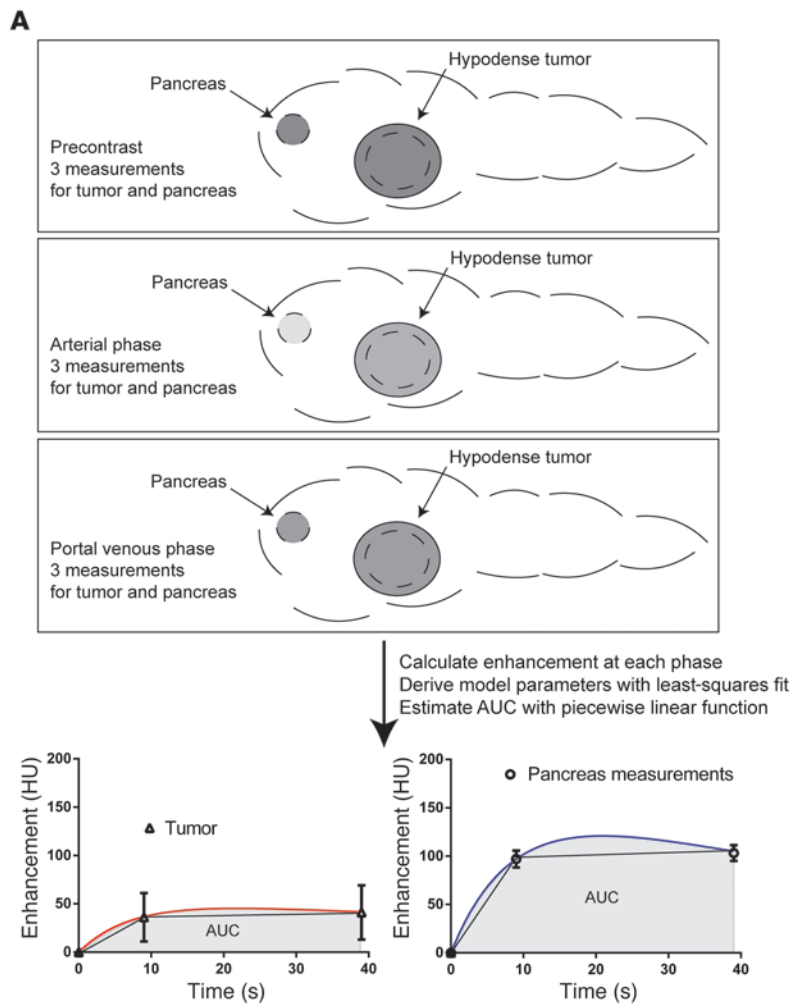 A
Hypodense tumor
Pancreas
Precontrast
3 measurements
for tumor and pancreas
Hypodense tumor
Pancreas
Arterial phase
3 measurements
for tumor and pancreas
Hypodense tumor
Pancreas
Portal venous phase
3 measurements
for tumor and pancreas
Calculate enhancement at each phase
Derive model parameters with least-squares fit
Estimate AUC with piecewise linear function
Enhancement (HU)
200
150
100
50
0
Tumor
AUC
0 10 20 30 40
Time (s)
Enhancement (HU)
200
150
100
50
0
Pancreas measurements
AUC
0 10 20 30 40
Time (s)